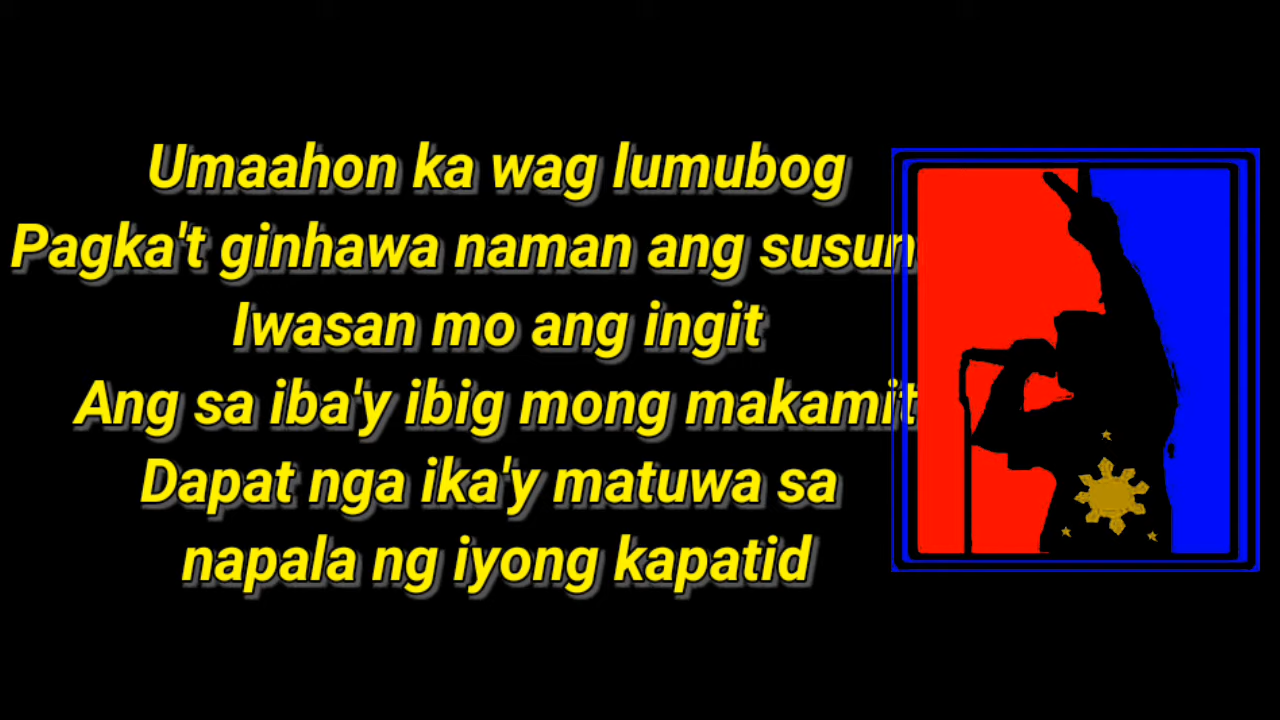 Umaahon ka wag lumubog
Pagka't ginhawa naman ang
Iwasan mo ang ingit
Ang sa iba'y ibig mong makamit
Dapat nga ika'y matuwa sa
napala ng iyong kapatid